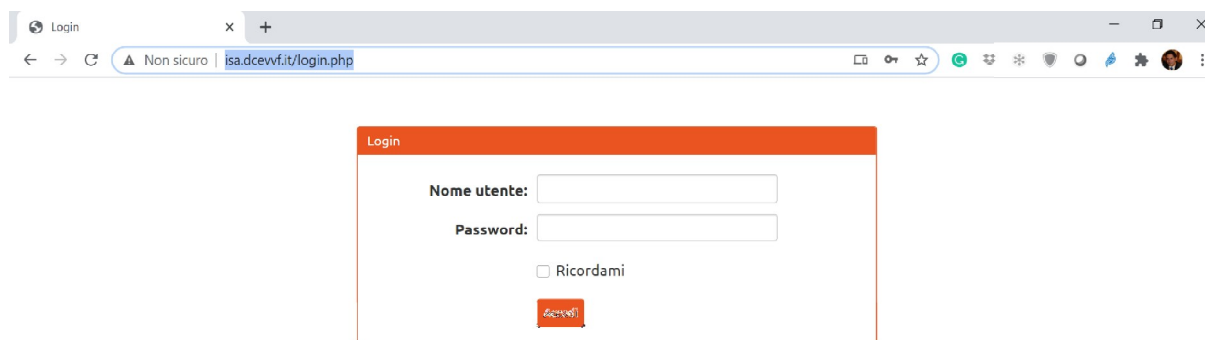 Login
Non sicuro | isa.dcevvf.it/login.php
Login
Nome utente:
Password:
Ricordami